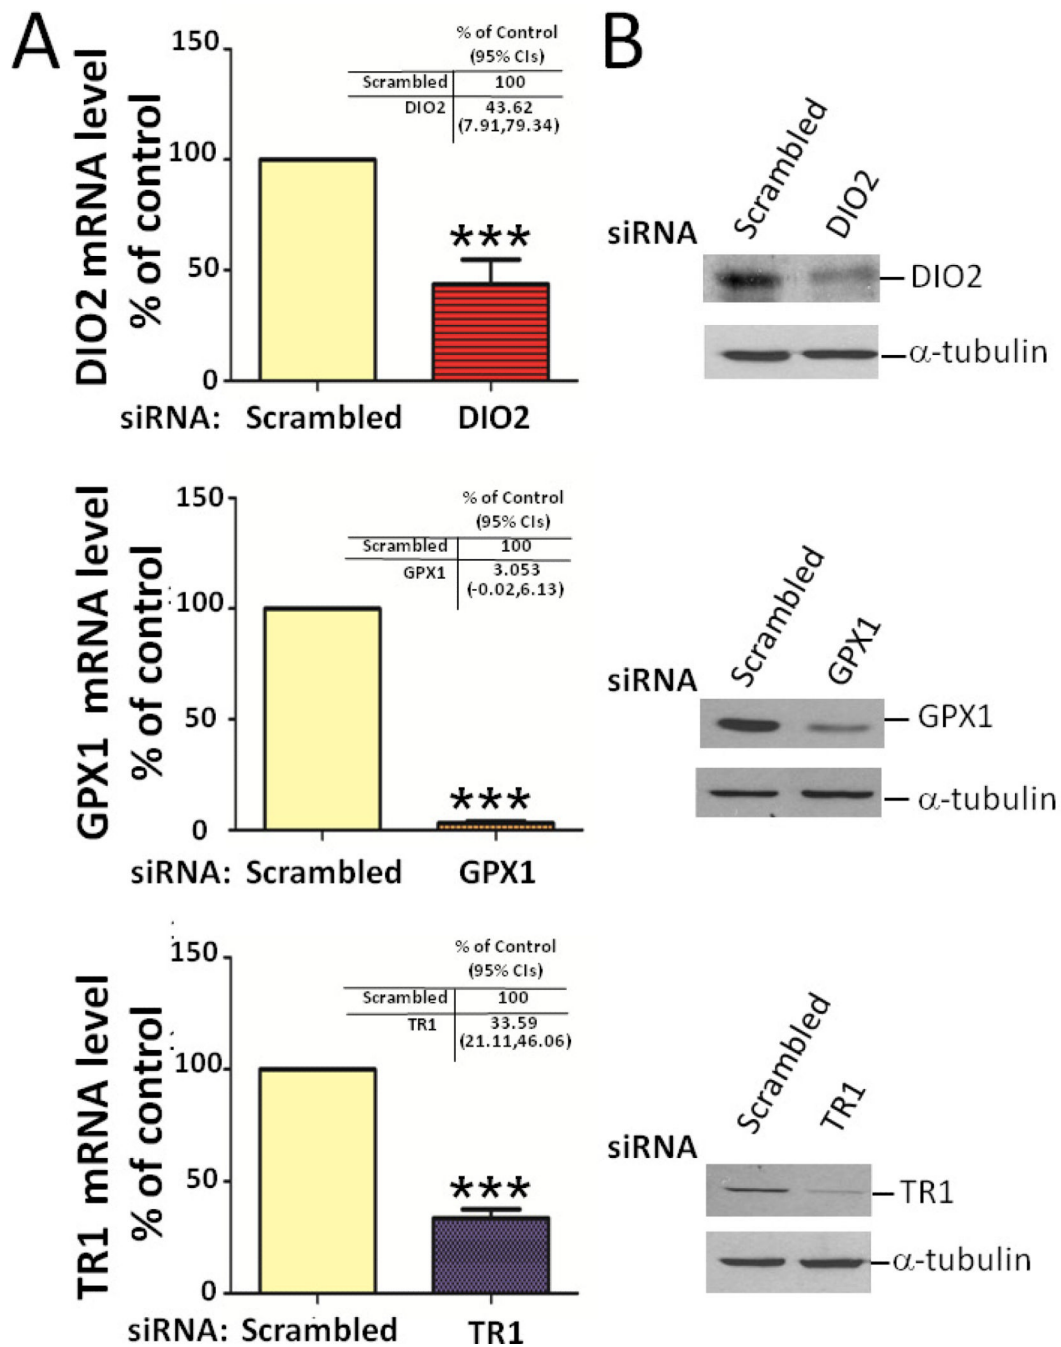 A
DIO2 mRNA level
% of control
150
100
50
0
% of Control
(95% CIs)
Scrambled 100
DIO2 43.62
(7.91,79.34)
***
siRNA: Scrambled DIO2
GPX1 mRNA level
% of control
150
100
50
0
% of Control
(95% CIs)
Scrambled 100
GPX1 3.053
(-0.02,6.13)
***
siRNA: Scrambled GPX1
TR1 mRNA level
% of control
150
100
50
0
% of Control
(95% CIs)
Scrambled 100
TR1 33.59
(21.11,46.06)
***
siRNA: Scrambled TR1
B
siRNA Scrambled DIO2
DIO2
α-tubulin
siRNA Scrambled GPX1
GPX1
α-tubulin
siRNA Scrambled TR1
TR1
α-tubulin